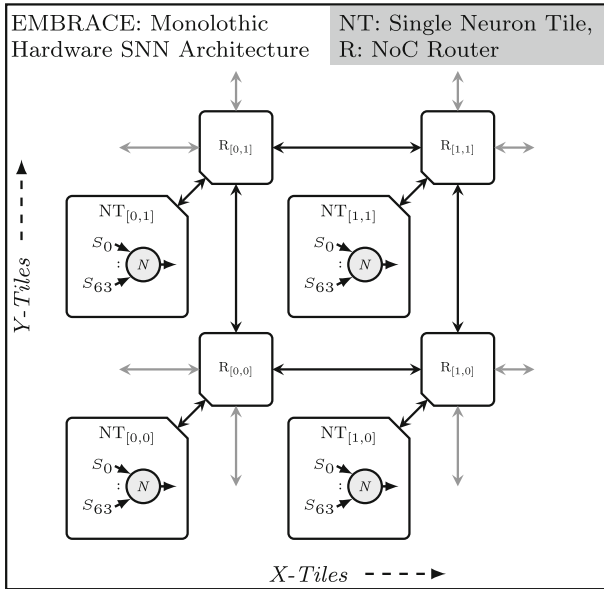 EMBRACE: Monolothic
Hardware SNN Architecture
NT: Single Neuron Tile,
R: NoC Router
R[0,1]
R[1,1]
NT[0,1]
S0
:
S63
N
NT[1,1]
S0
:
S63
N
Y-Tiles
R[0,0]
R[1,0]
NT[0,0]
S0
:
S63
N
NT[1,0]
S0
:
S63
N
X-Tiles